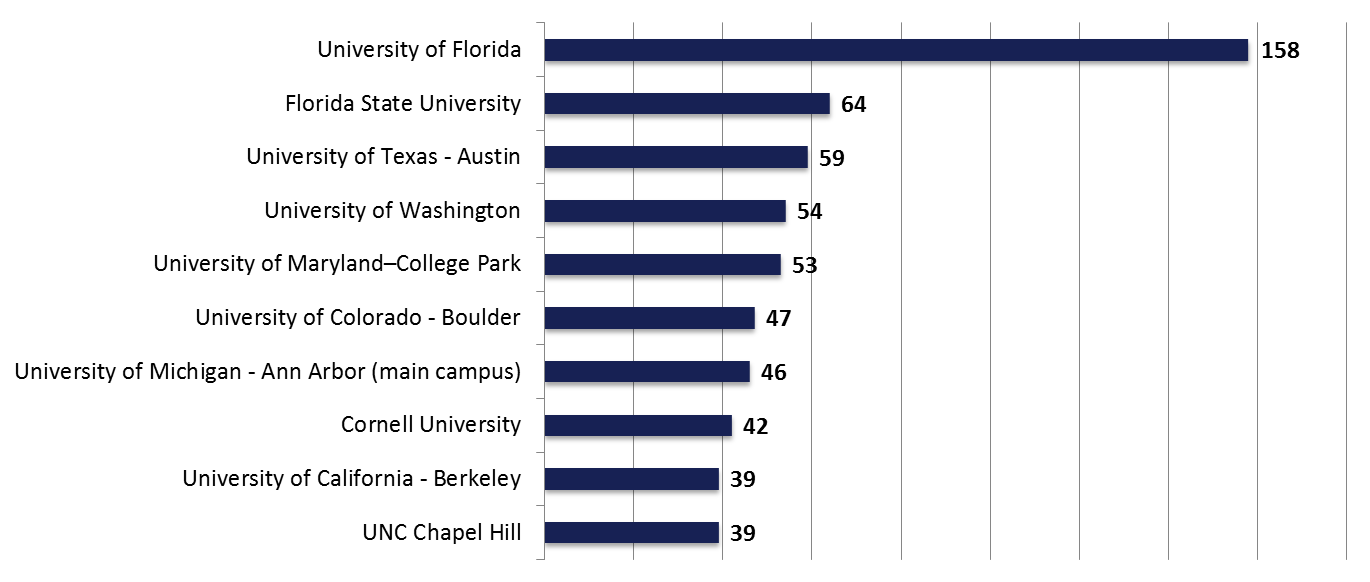 University of Florida 158
Florida State University 64
University of Texas - Austin 59
University of Washington 54
University of Maryland–College Park 53
University of Colorado - Boulder 47
University of Michigan - Ann Arbor (main campus) 46
Cornell University 42
University of California - Berkeley 39
UNC Chapel Hill 39